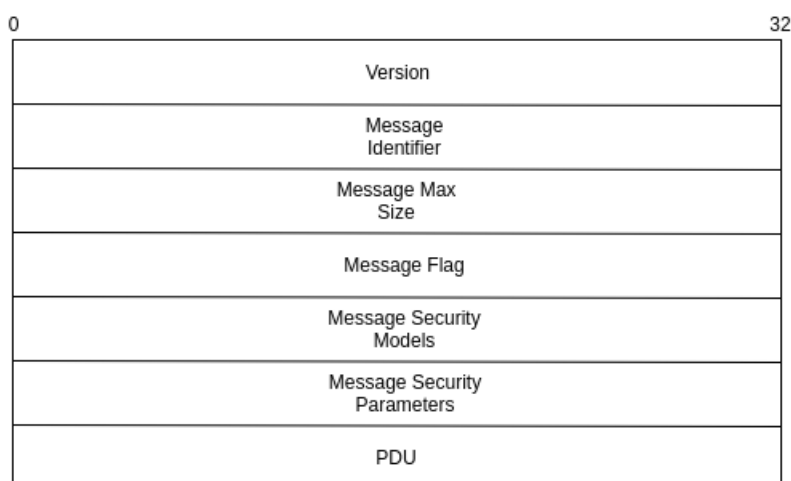 0 32
Version
Message
Identifier
Message Max
Size
Message Flag
Message Security
Models
Message Security
Parameters
PDU